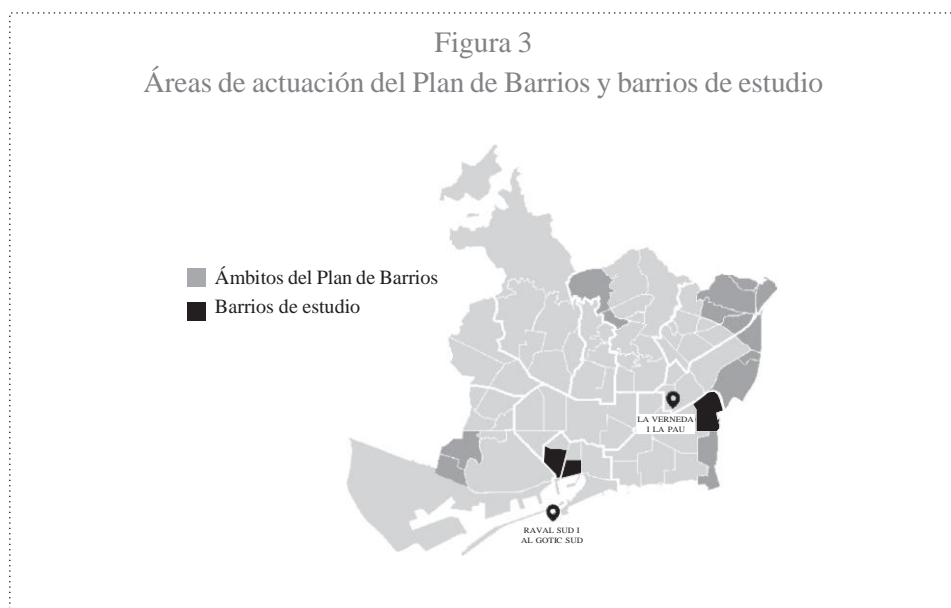 Figura 3
Áreas de actuación del Plan de Barrios y barrios de estudio
Ámbitos del Plan de Barrios
Barrios de estudio
LA VERNEDA
I LA PAU
RAVAL SUD I
AL GOTIC SUD